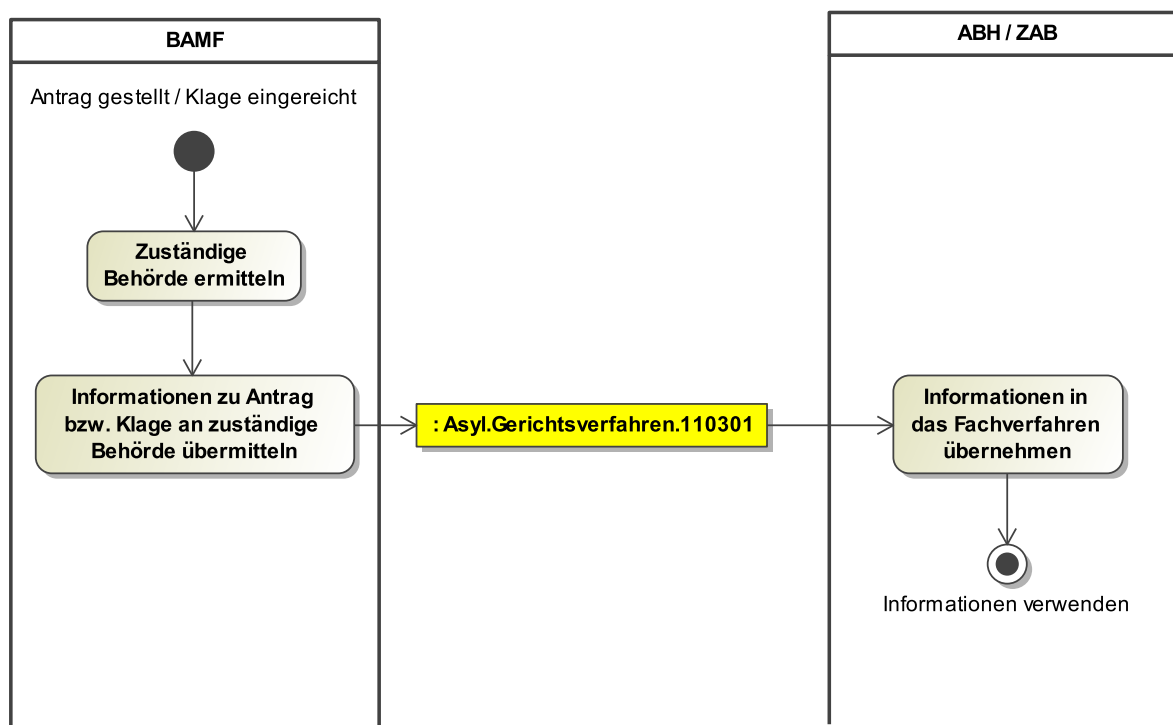 BAMF
ABH / ZAB
Antrag gestellt / Klage eingereicht
Zuständige
Behörde ermitteln
Informationen zu Antrag
bzw. Klage an zuständige
Behörde übermitteln
: Asyl.Gerichtsverfahren.110301
Informationen in
das Fachverfahren
übernehmen
Informationen verwenden